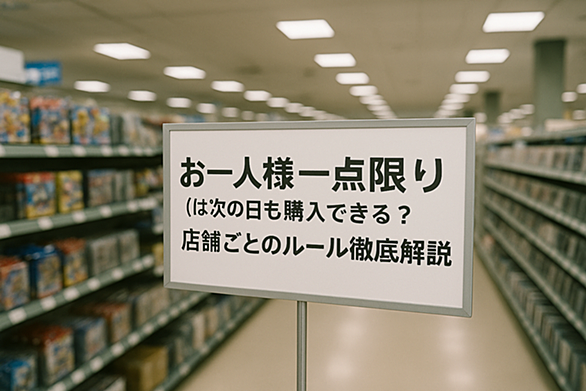 お一人様一点限り
(は次の日も購入できる？
店舗ごとのルール徹底解説